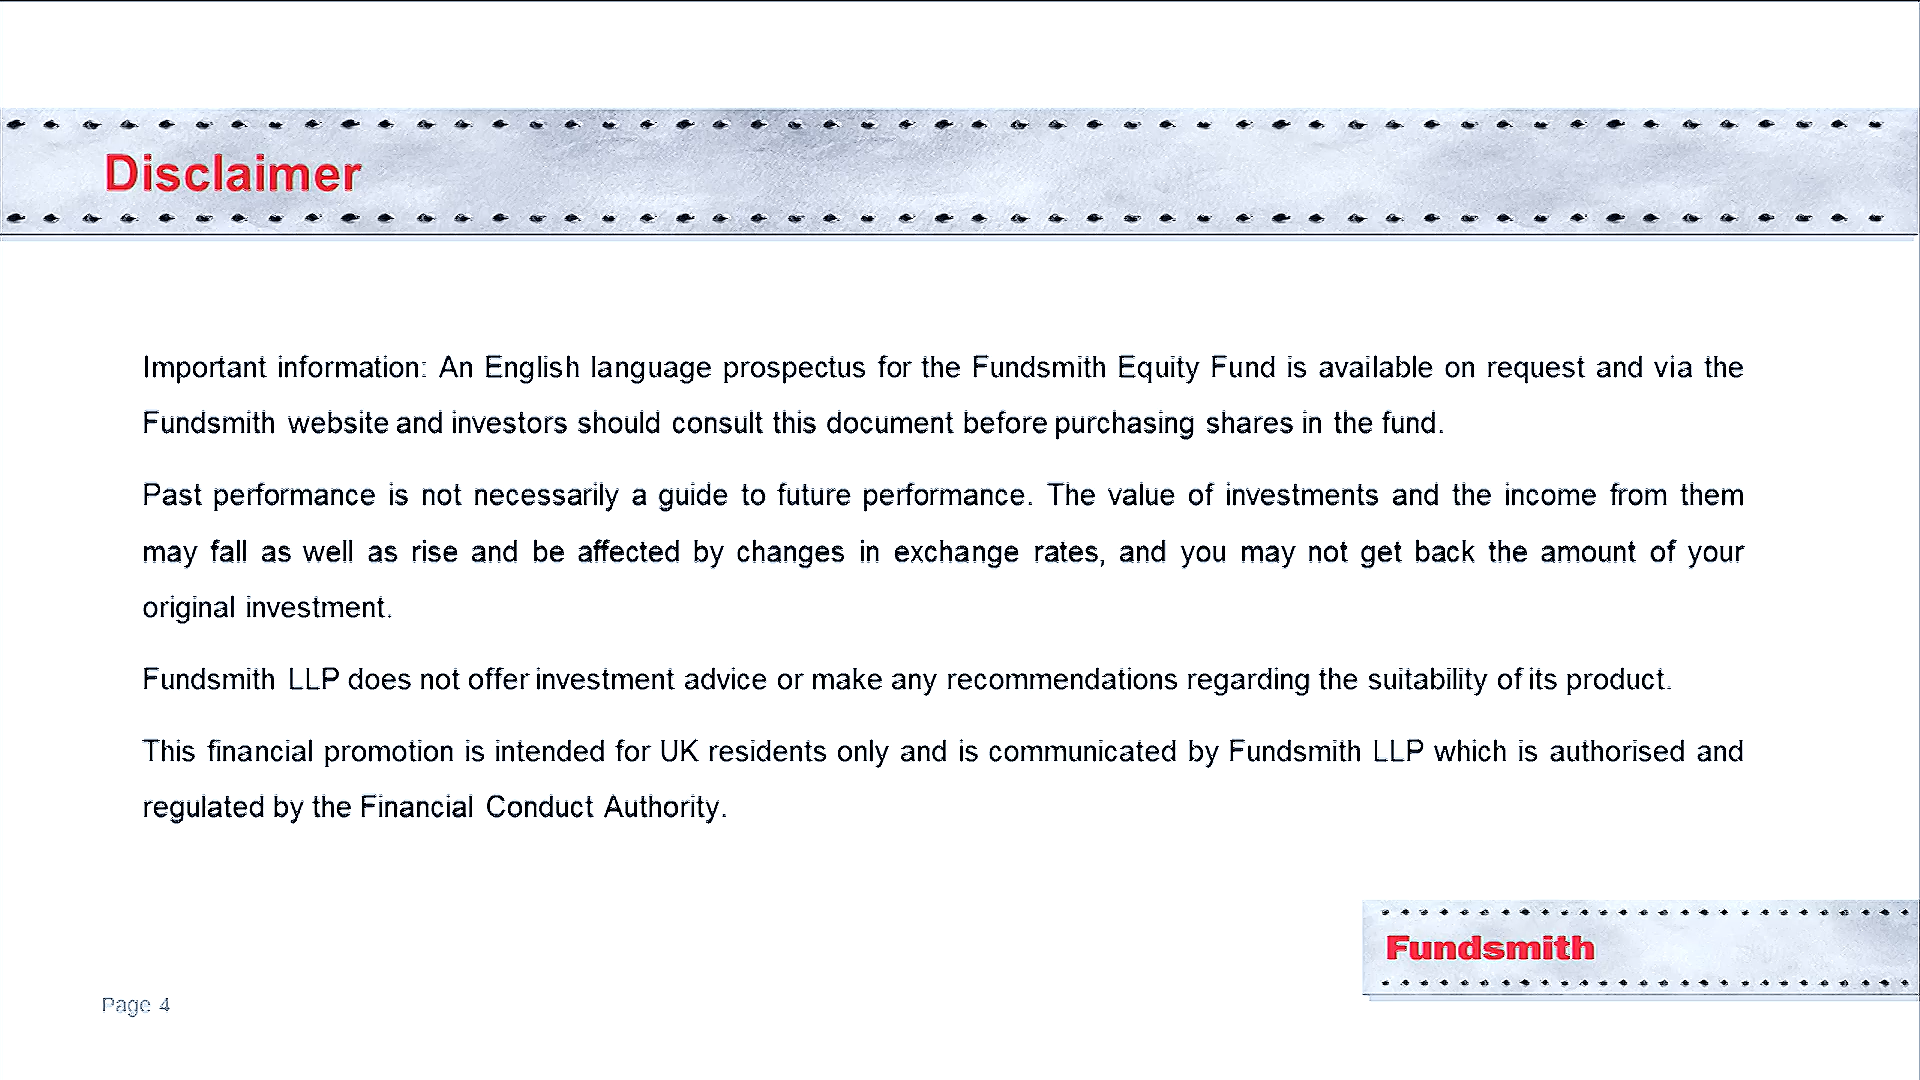 Disclaimer
Important information: An English language prospectus for the Fundsmith Equity Fund is available on request and via the
Fundsmith website and investors should consult this document before purchasing shares in the fund.
Past performance is not necessarily a guide to future performance. The value of investments and the income from them
may fall as well as rise and be affected by changes in exchange rates, and you may not get back the amount of your
original investment.
Fundsmith LLP does not offer investment advice or make any recommendations regarding the suitability of its product.
This financial promotion is intended for UK residents only and is communicated by Fundsmith LLP which is authorised and
regulated by the Financial Conduct Authority.
Fundsmith
Page 4